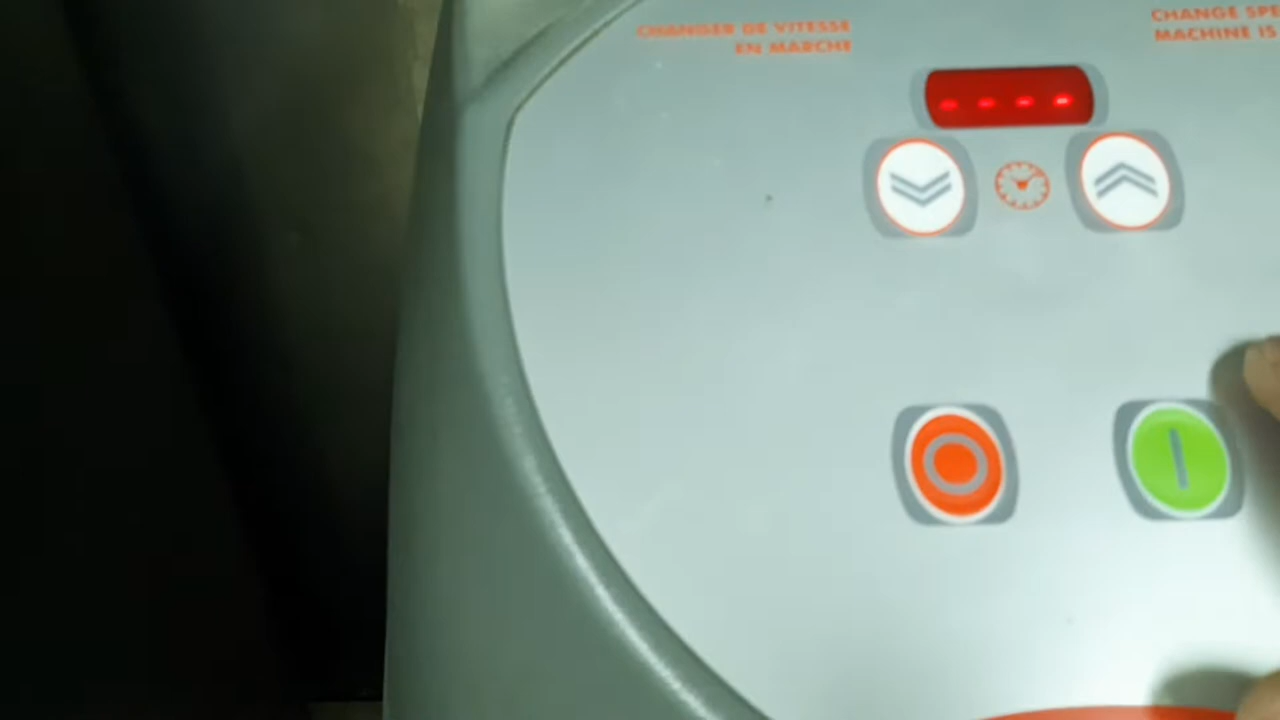 CHANGER DE VITESSE
EN MARCHE
CHANGE SPE
MACHINE IS